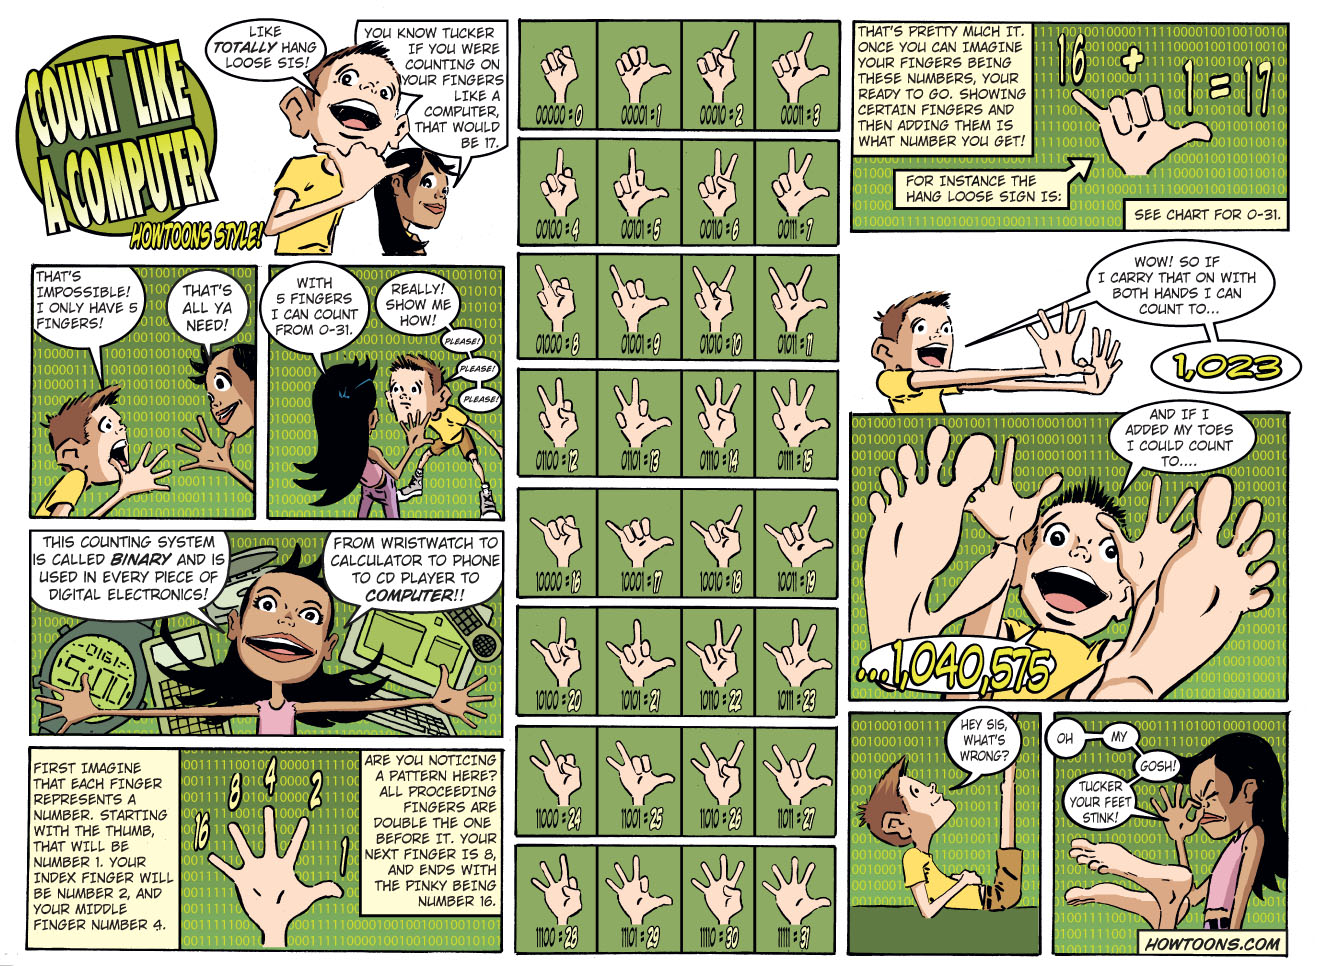 COUNT LIKE
A COMPUTER
HOWTOONS STYLE!
LIKE
TOTALLY HANG
LOOSE SIS!
YOU KNOW TUCKER
IF YOU WERE
COUNTING ON
YOUR FINGERS
LIKE A
COMPUTER,
THAT WOULD
BE 17.
THAT'S
IMPOSSIBLE!
I ONLY HAVE 5
FINGERS!
THAT'S
ALL YA
NEED!
WITH
5 FINGERS
I CAN COUNT
FROM 0-31.
REALLY!
SHOW ME
HOW!
PLEASE!
PLEASE!
PLEASE!
THIS COUNTING SYSTEM
IS CALLED BINARY AND IS
USED IN EVERY PIECE OF
DIGITAL ELECTRONICS!
FROM WRISTWATCH TO
CALCULATOR TO PHONE
TO CD PLAYER TO
COMPUTER!!
DIGI
5:00
FIRST IMAGINE
THAT EACH FINGER
REPRESENTS A
NUMBER. STARTING
WITH THE THUMB,
THAT WILL BE
NUMBER 1. YOUR
INDEX FINGER WILL
BE NUMBER 2, AND
YOUR MIDDLE
FINGER NUMBER 4.
16 8 4 2 1
ARE YOU NOTICING
A PATTERN HERE?
ALL PROCEEDING
FINGERS ARE
DOUBLE THE ONE
BEFORE IT. YOUR
NEXT FINGER IS 8,
AND ENDS WITH
THE PINKY BEING
NUMBER 16.
00000=0 00001=1 00010=2 00011=3
00100=4 00101=5 00110=6 00111=7
01000=8 01001=9 01010=10 01011=11
01100=12 01101=13 01110=14 01111=15
10000=16 10001=17 10010=18 10011=19
10100=20 10101=21 10110=22 10111=23
11000=24 11001=25 11010=26 11011=27
11100=28 11101=29 11110=30 11111=31
THAT'S PRETTY MUCH IT.
ONCE YOU CAN IMAGINE
YOUR FINGERS BEING
THESE NUMBERS, YOUR
READY TO GO. SHOWING
CERTAIN FINGERS AND
THEN ADDING THEM IS
WHAT NUMBER YOU GET!
16 + 1 = 17
FOR INSTANCE THE
HANG LOOSE SIGN IS:
SEE CHART FOR 0-31.
WOW! SO IF
I CARRY THAT ON WITH
BOTH HANDS I CAN
COUNT TO...
1,023
AND IF I
ADDED MY TOES
I COULD COUNT
TO....
...1,040,575
HEY SIS,
WHAT'S
WRONG?
OH
MY
GOSH!
TUCKER
YOUR FEET
STINK!
HOWTOONS.COM